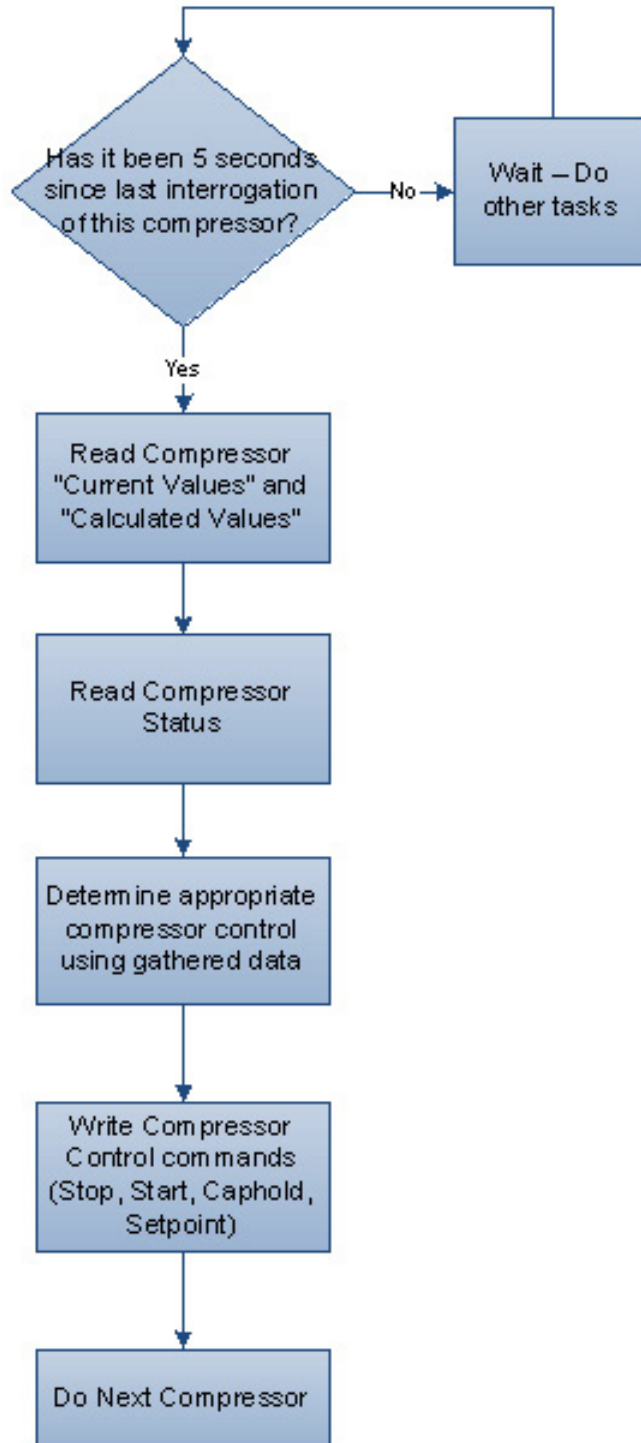 Has it been 5 seconds
since last interrogation
of this compressor?
No
Wait – Do
other tasks
Yes
Read Compressor
"Current Values" and
"Calculated Values"
Read Compressor
Status
Determine appropriate
compressor control
using gathered data
Write Compressor
Control commands
(Stop, Start, Caphold,
Setpoint)
Do Next Compressor